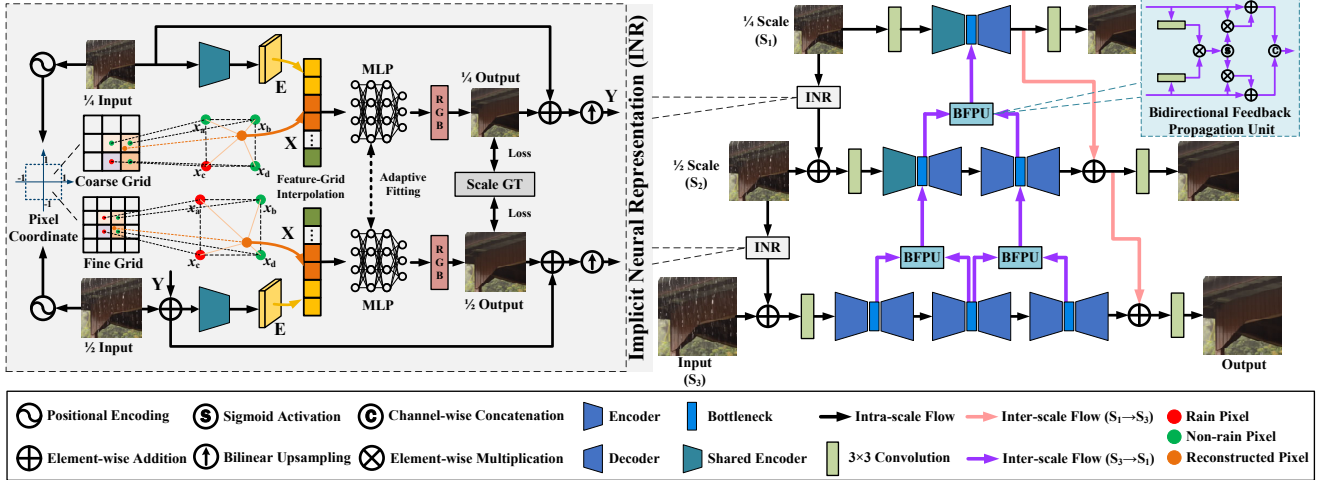 ¼ Input
E
X
MLP
R
G
B
¼ Output
Y
x_a
x_b
x_c
x_d
Coarse Grid
-1
1
1
-1
Pixel
Coordinate
Feature-Grid
Interpolation
Adaptive
Fitting
Loss
Scale GT
Loss
Fine Grid
x_a
x_b
x_c
x_d
X
MLP
R
G
B
½ Output
Y
½ Input
E
Implicit Neural Representation (INR)
¼ Scale
(S1)
INR
BFPU
½ Scale
(S2)
INR
BFPU
BFPU
Input
(S3)
Output
S
C
Bidirectional Feedback
Propagation Unit
Positional Encoding
S
Sigmoid Activation
C
Channel-wise Concatenation
Encoder
Bottleneck
Intra-scale Flow
Inter-scale Flow (S1→S3)
Rain Pixel
Non-rain Pixel
Element-wise Addition
Bilinear Upsampling
Element-wise Multiplication
Decoder
Shared Encoder
3×3 Convolution
Inter-scale Flow (S3→S1)
Reconstructed Pixel